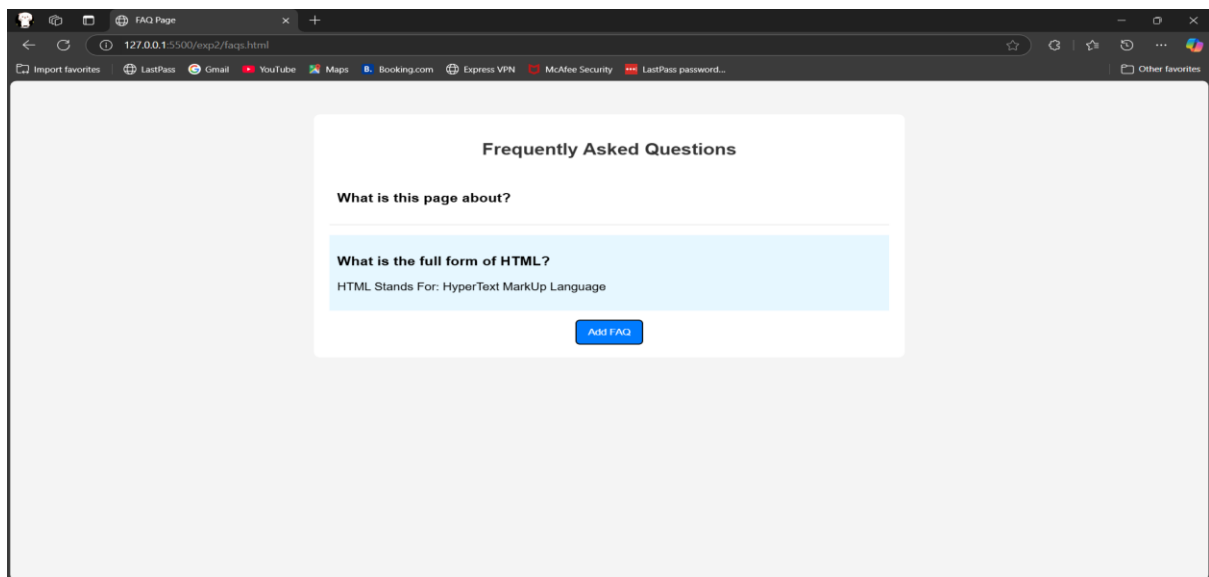 FAQ Page
127.0.0.1:5500/exp2/faqs.html
Import favorites LastPass Gmail YouTube Maps B. Booking.com Express VPN McAfee Security LastPass password... Other favorites
Frequently Asked Questions
What is this page about?
What is the full form of HTML?
HTML Stands For: HyperText MarkUp Language
Add FAQ